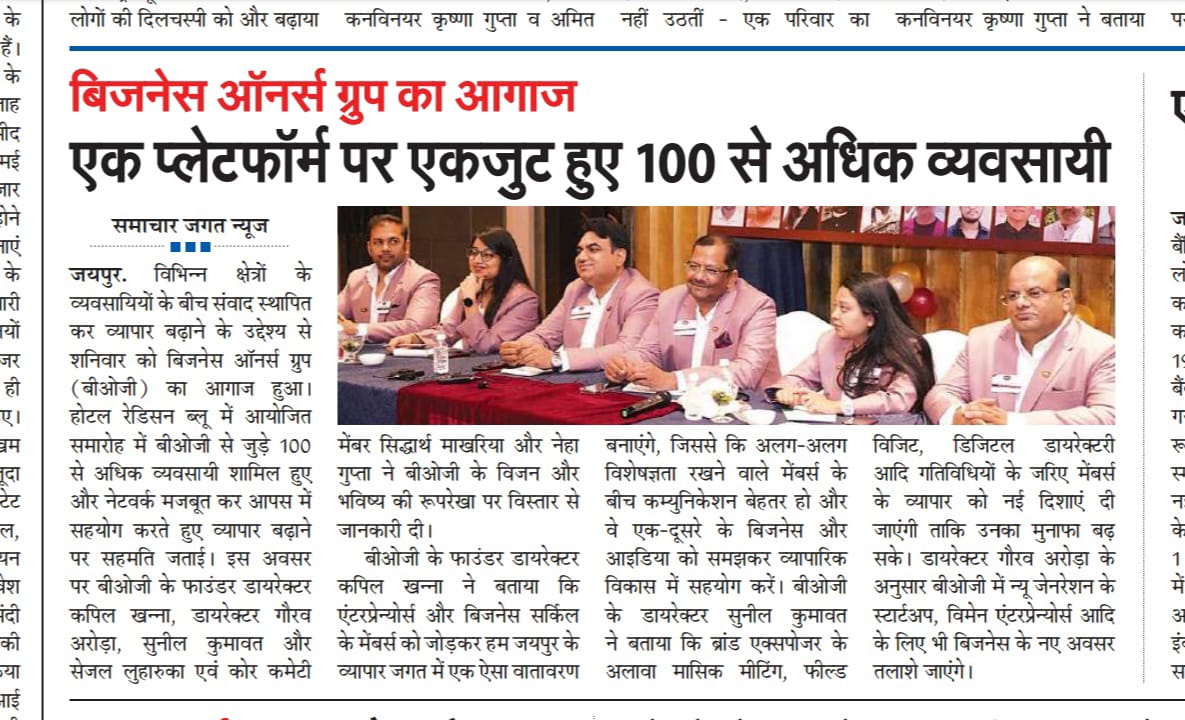 लोगों की दिलचस्पी को और बढ़ाया
कनविनयर कृष्णा गुप्ता व अमित
नहीं उठतीं - एक परिवार का
कनविनयर कृष्णा गुप्ता ने बताया
बिजनेस ऑनर्स ग्रुप का आगाज
एक प्लेटफॉर्म पर एकजुट हुए 100 से अधिक व्यवसायी
समाचार जगत न्यूज
जयपुर. विभिन्न क्षेत्रों के
व्यवसायियों के बीच संवाद स्थापित
कर व्यापार बढ़ाने के उद्देश्य से
शनिवार को बिजनेस ऑनर्स ग्रुप
(बीओजी) का आगाज हुआ।
होटल रेडिसन ब्लू में आयोजित
समारोह में बीओजी से जुड़े 100
से अधिक व्यवसायी शामिल हुए
और नेटवर्क मजबूत कर आपस में
सहयोग करते हुए व्यापार बढ़ाने
पर सहमति जताई। इस अवसर
पर बीओजी के फाउंडर डायरेक्टर
कपिल खन्ना, डायरेक्टर गौरव
अरोड़ा, सुनील कुमावत और
सेजल लुहारुका एवं कोर कमेटी
मेंबर सिद्धार्थ माखरिया और नेहा
गुप्ता ने बीओजी के विजन और
भविष्य की रूपरेखा पर विस्तार से
जानकारी दी।
बीओजी के फाउंडर डायरेक्टर
कपिल खन्ना ने बताया कि
एंटरप्रेन्योर्स और बिजनेस सर्किल
के मेंबर्स को जोड़कर हम जयपुर के
व्यापार जगत में एक ऐसा वातावरण
बनाएंगे, जिससे कि अलग-अलग
विशेषज्ञता रखने वाले मेंबर्स के
बीच कम्युनिकेशन बेहतर हो और
वे एक-दूसरे के बिजनेस और
आइडिया को समझकर व्यापारिक
विकास में सहयोग करें। बीओजी
के डायरेक्टर सुनील कुमावत
ने बताया कि ब्रांड एक्सपोजर के
अलावा मासिक मीटिंग, फील्ड
विजिट, डिजिटल डायरेक्टरी
आदि गतिविधियों के जरिए मेंबर्स
के व्यापार को नई दिशाएं दी
जाएंगी ताकि उनका मुनाफा बढ़
सके। डायरेक्टर गौरव अरोड़ा के
अनुसार बीओजी में न्यू जेनरेशन के
स्टार्टअप, विमेन एंटरप्रेन्योर्स आदि
के लिए भी बिजनेस के नए अवसर
तलाशे जाएंगे।